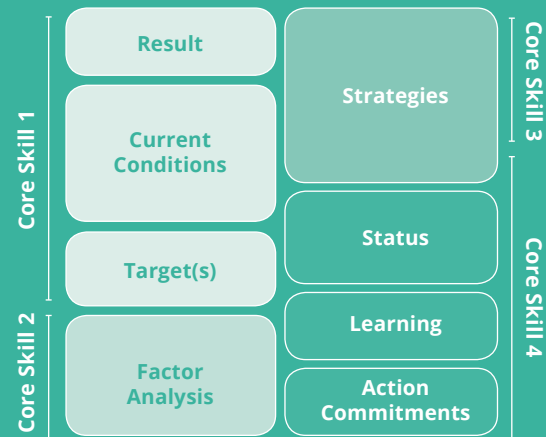 Core Skill 1
Result
Current
Conditions
Target(s)
Core Skill 2
Factor
Analysis
Strategies
Core Skill 3
Status
Learning
Action
Commitments
Core Skill 4